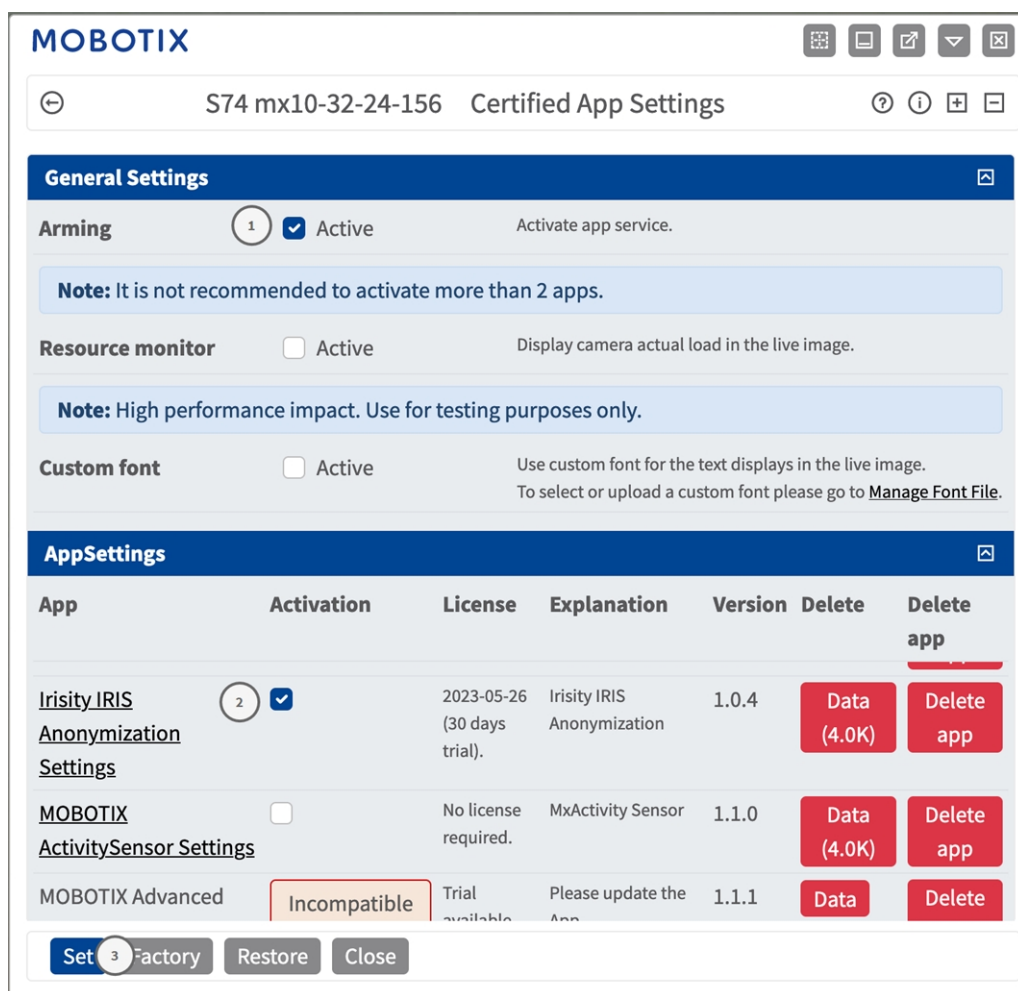 MOBOTIX
S74 mx10-32-24-156 Certified App Settings
General Settings
Arming 1 Active Activate app service.
Note: It is not recommended to activate more than 2 apps.
Resource monitor Active Display camera actual load in the live image.
Note: High performance impact. Use for testing purposes only.
Custom font Active Use custom font for the text displays in the live image.
To select or upload a custom font please go to Manage Font File.
AppSettings
App Activation License Explanation Version Delete Delete
app
Irisity IRIS 2 2023-05-26 Irisity IRIS 1.0.4 Data Delete
Anonymization (30 days Anonymization (4.0K) app
Settings trial).
MOBOTIX No license MxActivity Sensor 1.1.0 Data Delete
ActivitySensor Settings required. (4.0K) app
MOBOTIX Advanced Incompatible Trial Please update the 1.1.1 Data Delete
available App
Set 3 Factory Restore Close